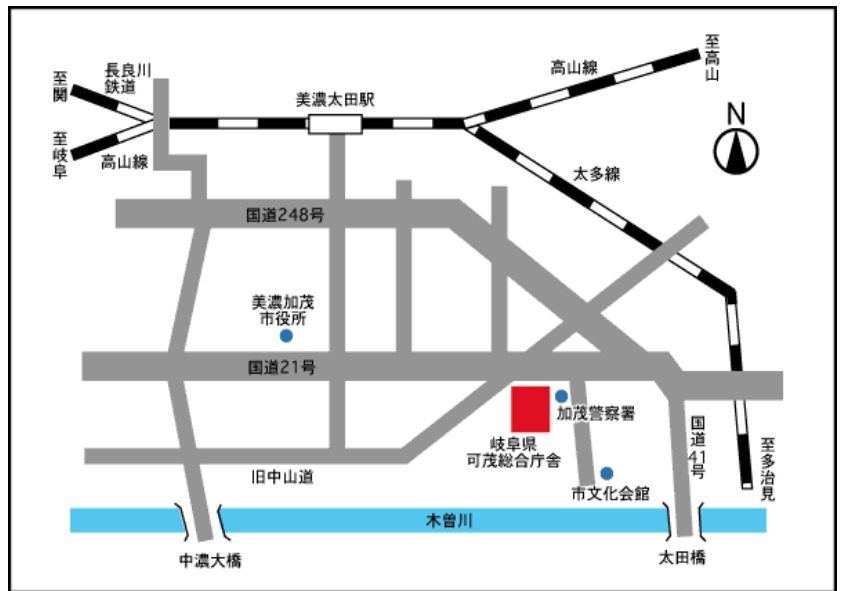 至高山
高山線
長良川
鉄道
至関
美濃太田駅
N
至岐阜
高山線
太多線
国道248号
美濃加茂
市役所
国道21号
加茂警察署
岐阜県
可茂総合庁舎
国道41号
至多治見
旧中山道
市文化会館
木曽川
中濃大橋
太田橋